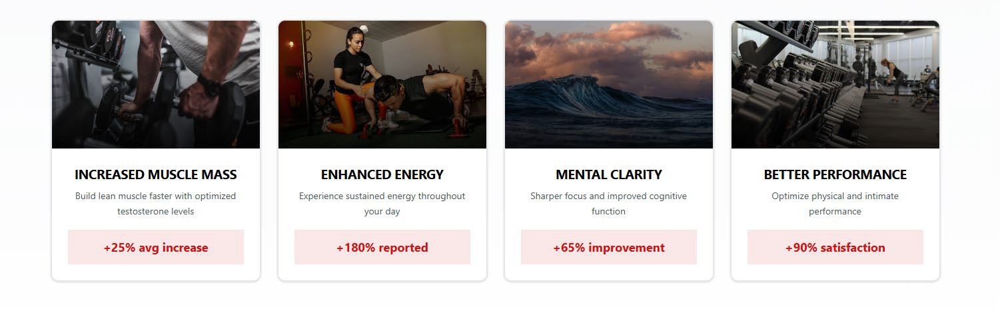 INCREASED MUSCLE MASS
Build lean muscle faster with optimized
testosterone levels
+25% avg increase
ENHANCED ENERGY
Experience sustained energy throughout
your day
+180% reported
MENTAL CLARITY
Sharper focus and improved cognitive
function
+65% improvement
BETTER PERFORMANCE
Optimize physical and intimate
performance
+90% satisfaction